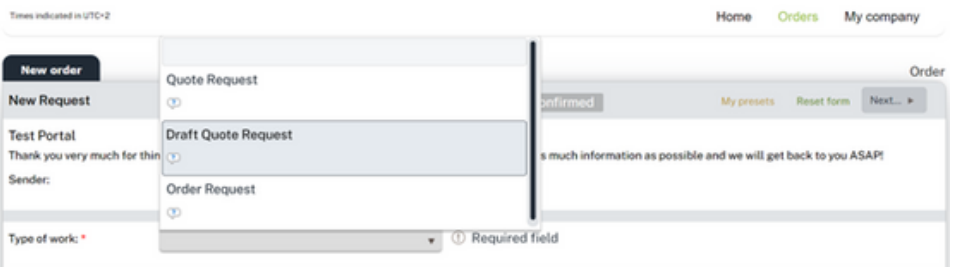 Times indicated in UTC+2
Home Orders My company
New order
Order
New Request
onfirmed
My presets Reset form Next...
Quote Request
Draft Quote Request
Order Request
Test Portal
Thank you very much for thin
s much information as possible and we will get back to you ASAP!
Sender:
Type of work: *
Required field